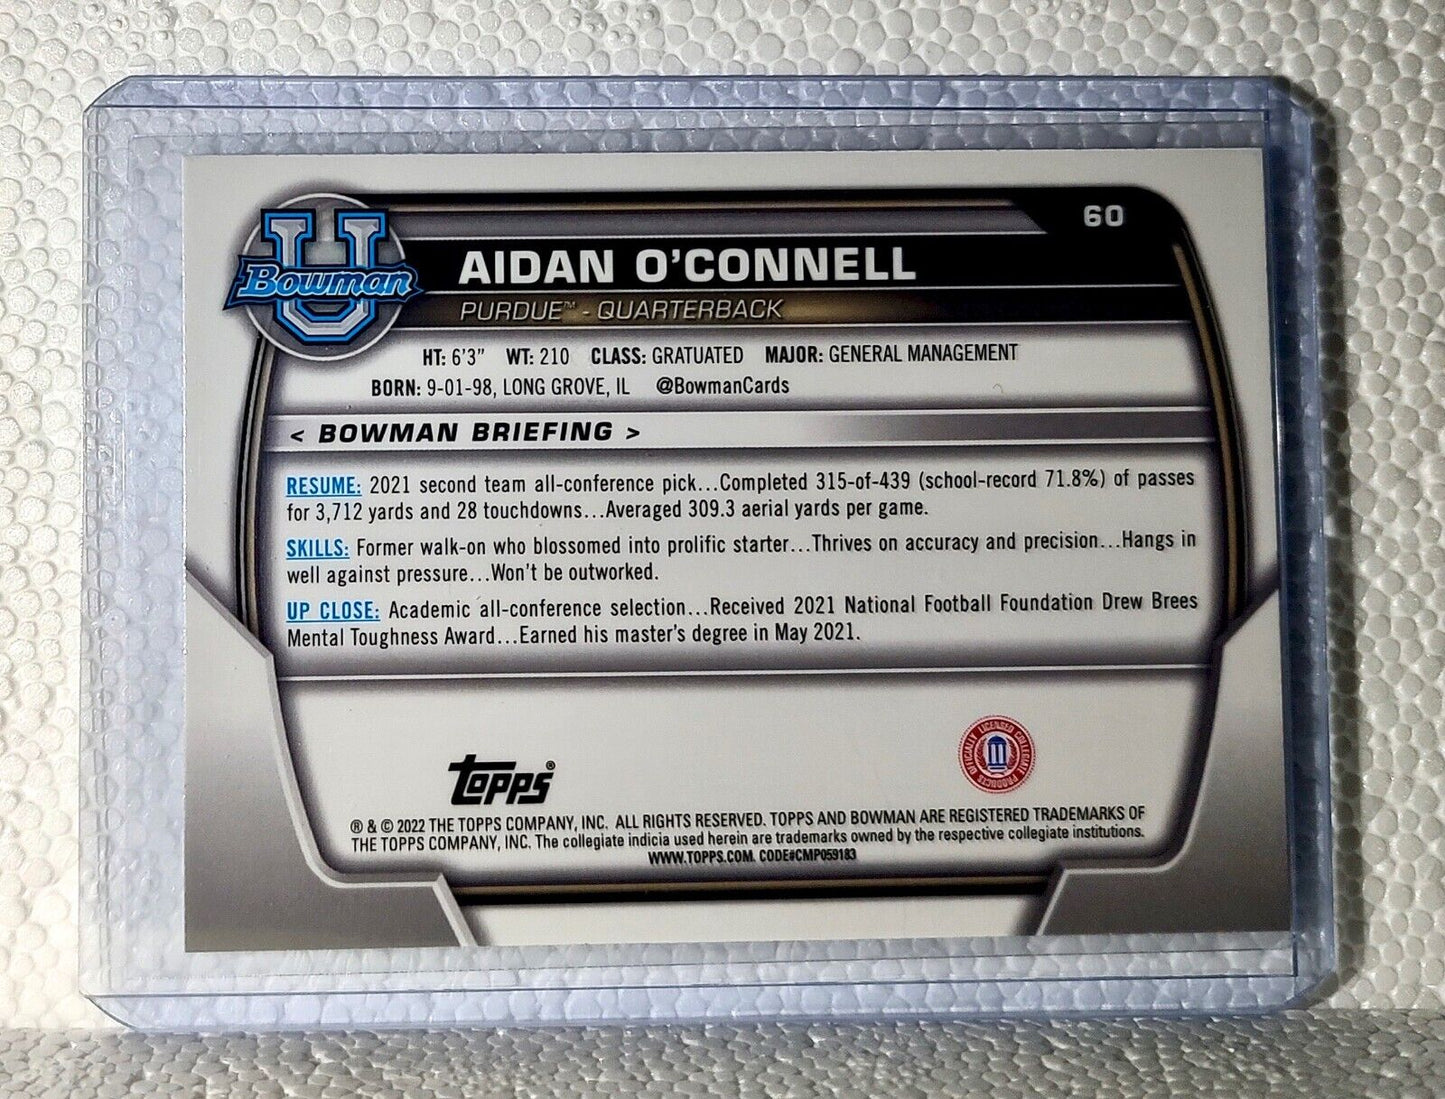 60
U
Bowman
AIDAN O'CONNELL
PURDUE™ - QUARTERBACK
HT: 6'3" WT: 210 CLASS: GRATUATED MAJOR: GENERAL MANAGEMENT
BORN: 9-01-98, LONG GROVE, IL @BowmanCards
< BOWMAN BRIEFING >
RESUME: 2021 second team all-conference pick...Completed 315-of-439 (school-record 71.8%) of passes
for 3,712 yards and 28 touchdowns...Averaged 309.3 aerial yards per game.
SKILLS: Former walk-on who blossomed into prolific starter...Thrives on accuracy and precision...Hangs in
well against pressure...Won't be outworked.
UP CLOSE: Academic all-conference selection...Received 2021 National Football Foundation Drew Brees
Mental Toughness Award...Earned his master's degree in May 2021.
Topps®
OFFICIALLY LICENSED COLLEGIATE PRODUCTS
® & © 2022 THE TOPPS COMPANY, INC. ALL RIGHTS RESERVED. TOPPS AND BOWMAN ARE REGISTERED TRADEMARKS OF
THE TOPPS COMPANY, INC. The collegiate indicia used herein are trademarks owned by the respective collegiate institutions.
WWW.TOPPS.COM. CODE#CMP059183